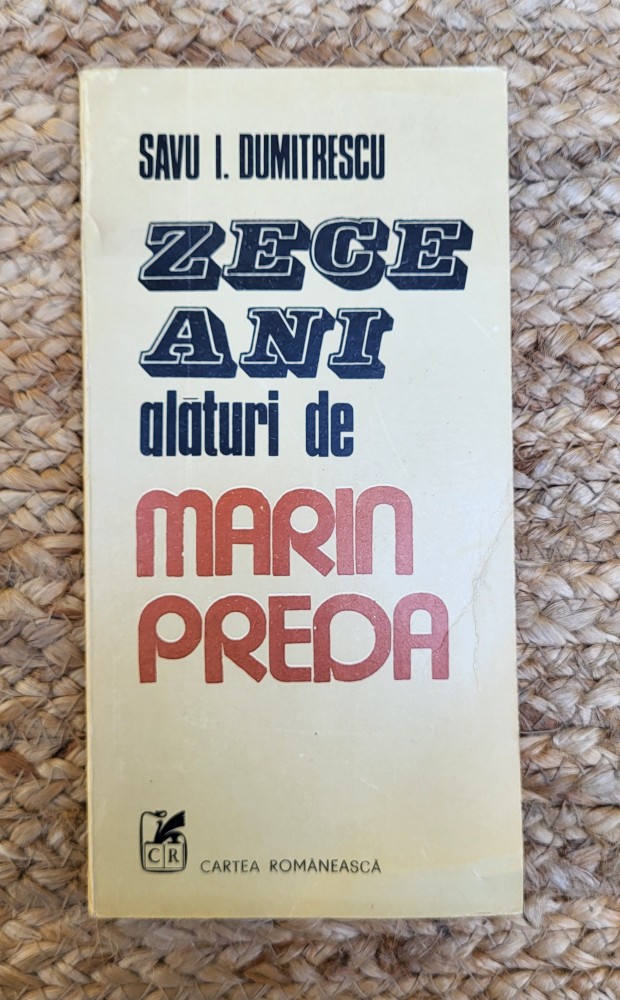 SAVU I. DUMITRESCU
ZECE
ANI
alături de
MARIN
PREDA
CR
CARTEA ROMÂNEASCĂ